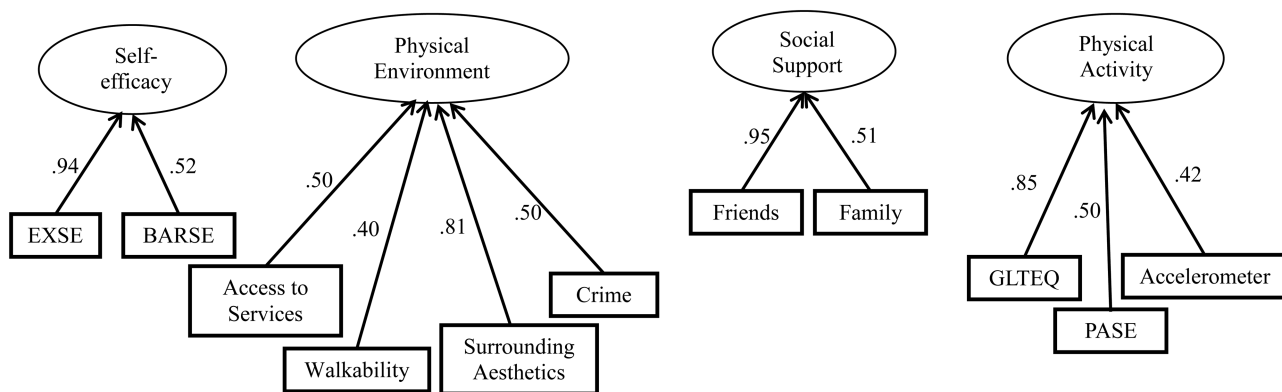 Self-
efficacy
Physical
Environment
Social
Support
Physical
Activity
.94
.52
.50
.40
.81
.50
.95
.51
.85
.50
.42
EXSE
BARSE
Access to
Services
Walkability
Surrounding
Aesthetics
Crime
Friends
Family
GLTEQ
PASE
Accelerometer